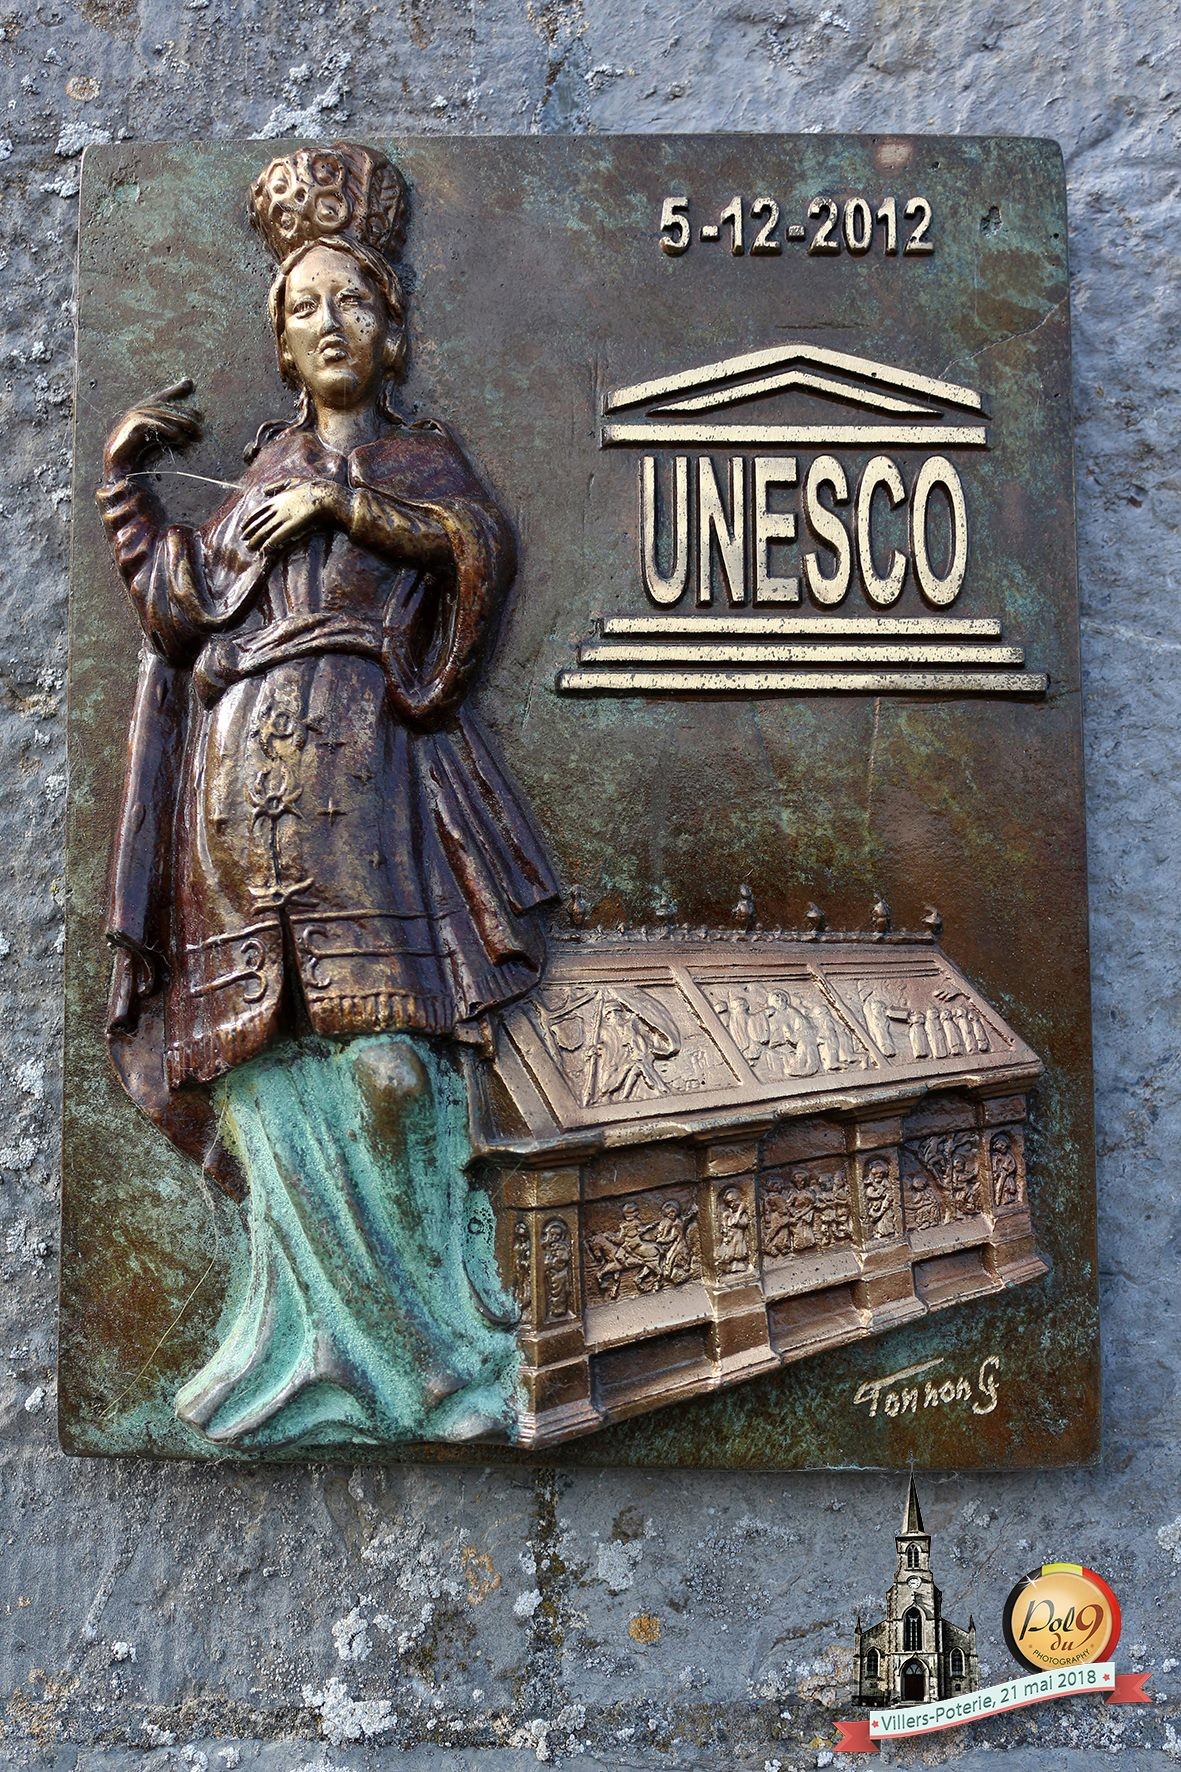 5-12-2012
UNESCO
Tonnon G
Pol
du 9
PHOTOGRAPHY
Villers-Poterie, 21 mai 2018